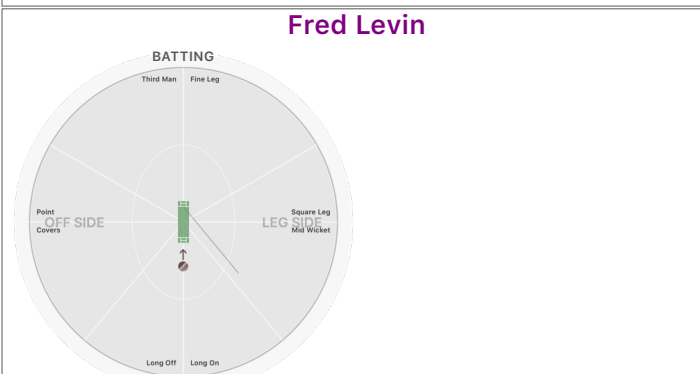 Fred Levin
BATTING
Third Man Fine Leg
Point Square Leg
OFF SIDE LEG SIDE
Covers Mid Wicket
Long Off Long On